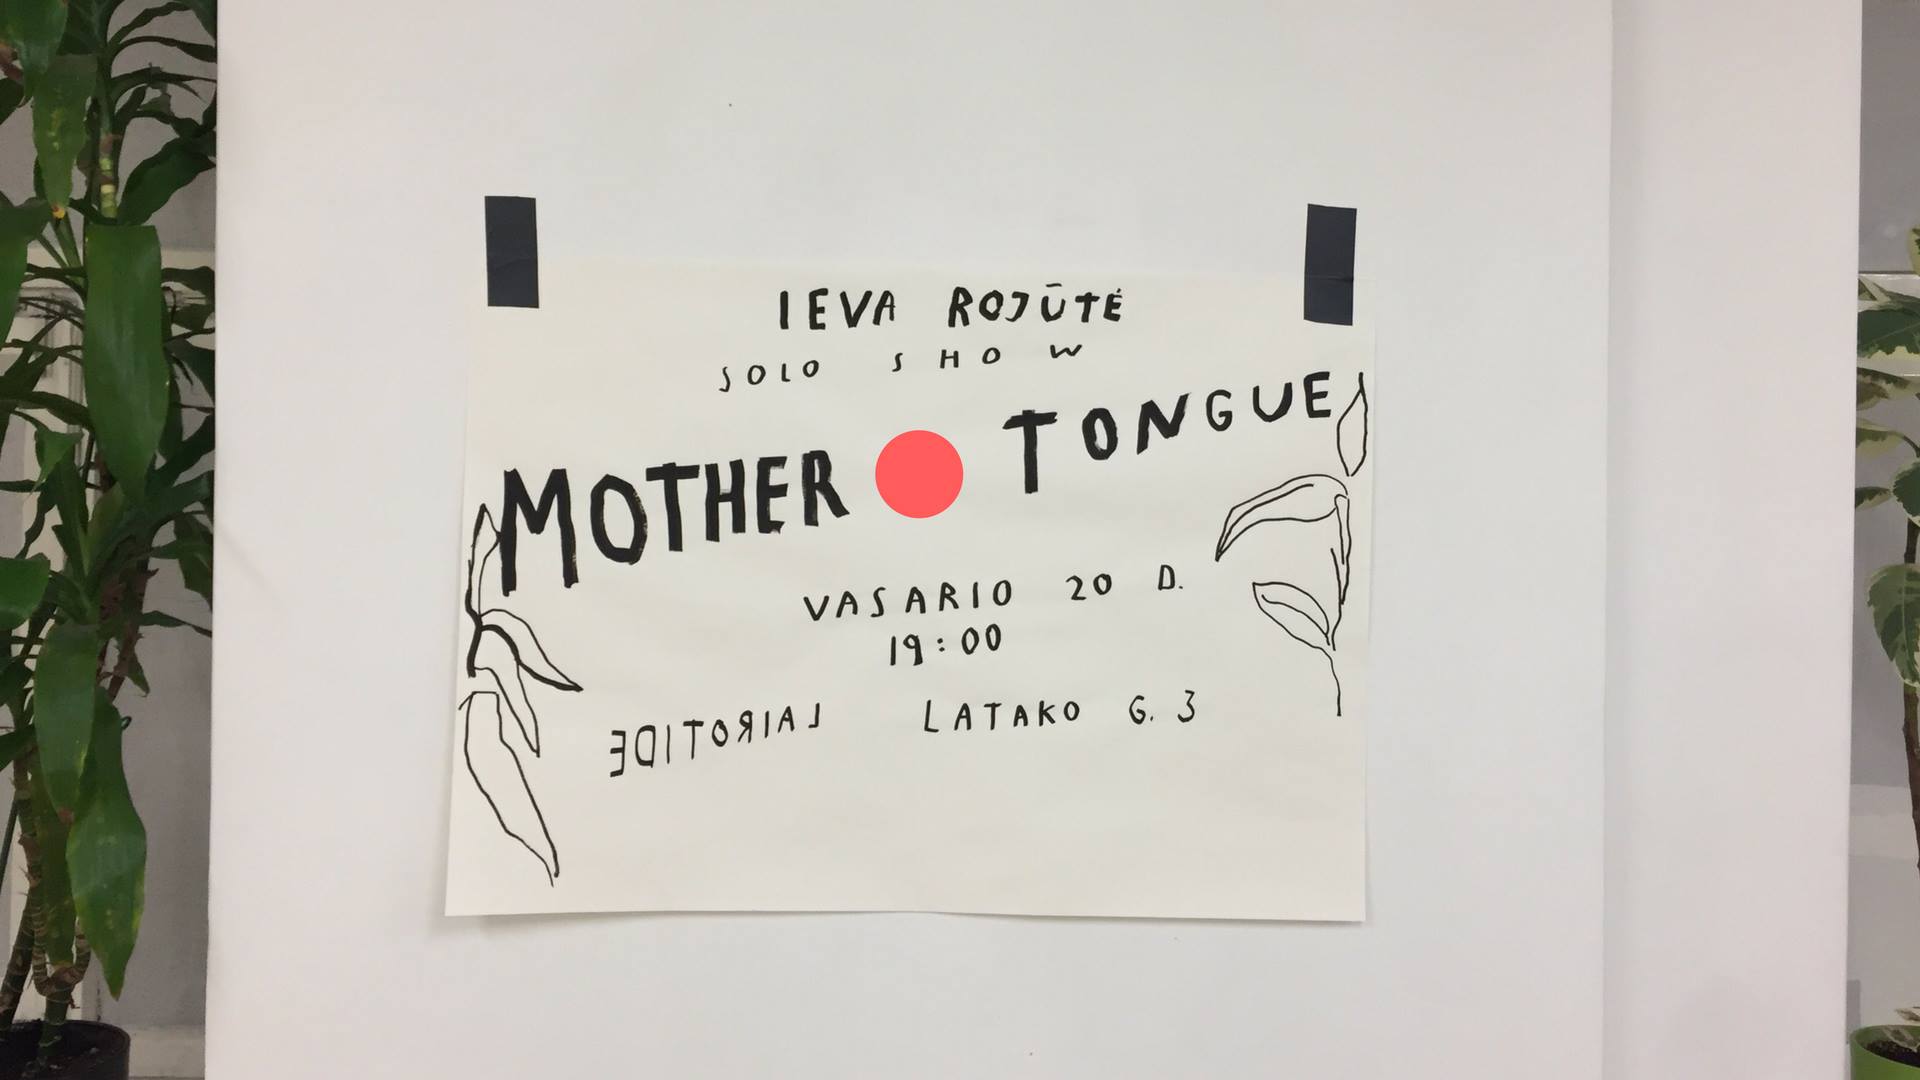 IEVA ROJŪTĖ
SOLO SHOW
MOTHER TONGUE
VASARIO 20 D.
19:00
EDITORIAL LATAKO G. 3